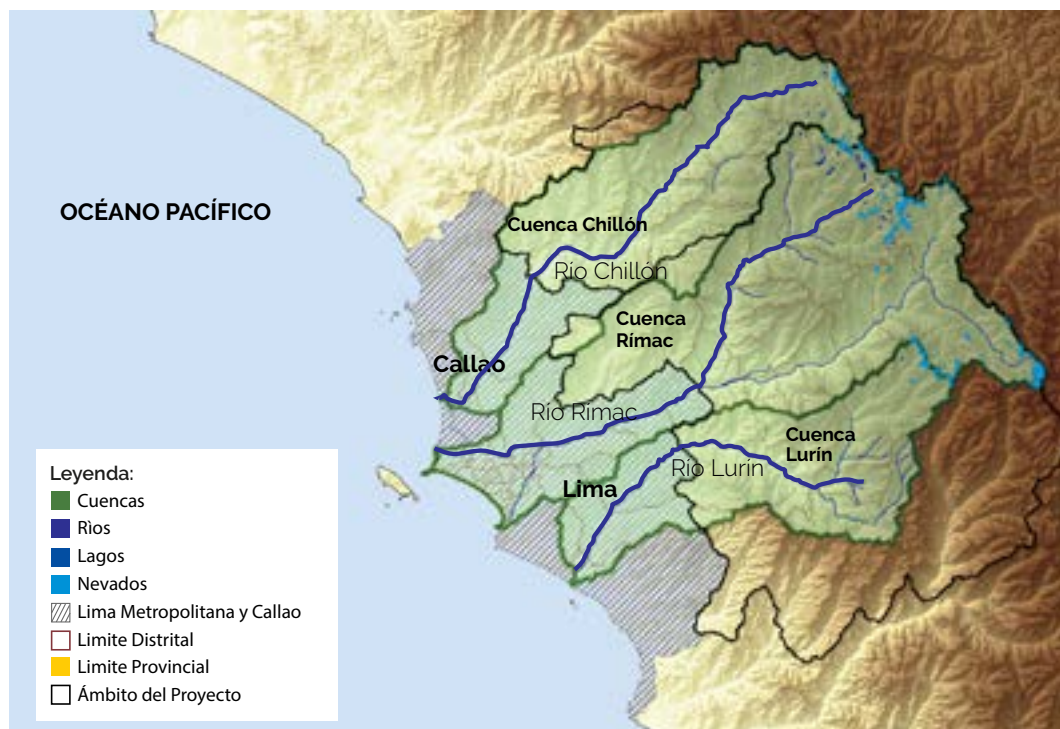 OCÉANO PACÍFICO
Cuenca Chillón
Río Chillón
Cuenca
Rímac
Callao
Río Rímac
Cuenca
Lurín
Río Lurín
Lima
Leyenda:
Cuencas
Rìos
Lagos
Nevados
Lima Metropolitana y Callao
Limite Distrital
Limite Provincial
Ámbito del Proyecto